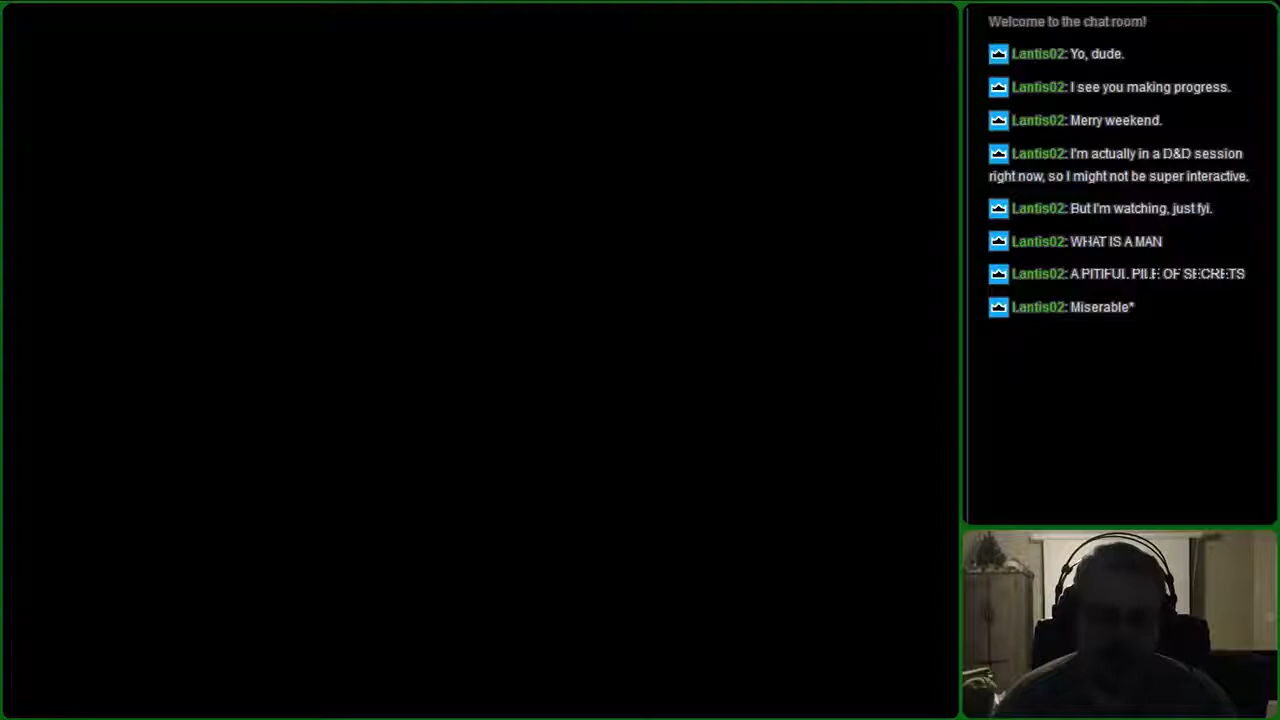 Welcome to the chat room!
Lantis02: Yo, dude.
Lantis02: I see you making progress.
Lantis02: Merry weekend.
Lantis02: I'm actually in a D&D session
right now, so I might not be super interactive.
Lantis02: But I'm watching, just fyi.
Lantis02: WHAT IS A MAN
Lantis02: A PITIFUL PILE OF SECRETS
Lantis02: Miserable*